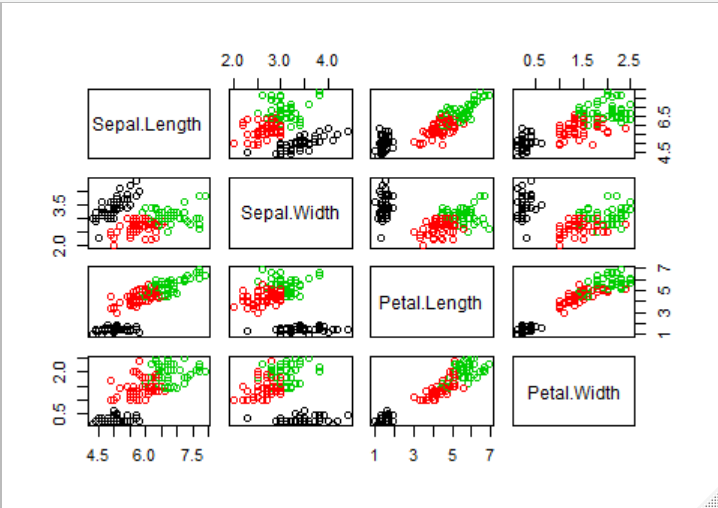 2.0 3.0 4.0
0.5 1.5 2.5
Sepal.Length
4.5 6.5
2.0 3.5
Sepal.Width
Petal.Length
1 3 5 7
0.5 2.0
Petal.Width
4.5 6.0 7.5
1 3 5 7